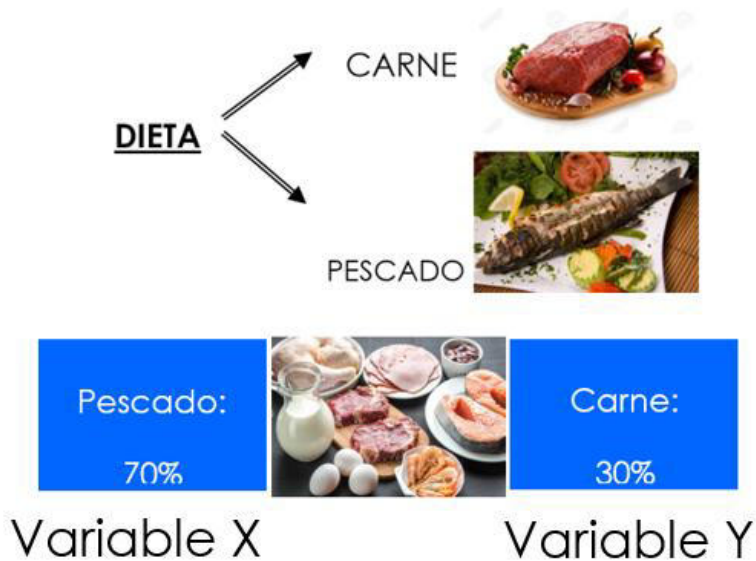 CARNE
DIETA
PESCADO
Pescado:
70%
Carne:
30%
Variable X
Variable Y